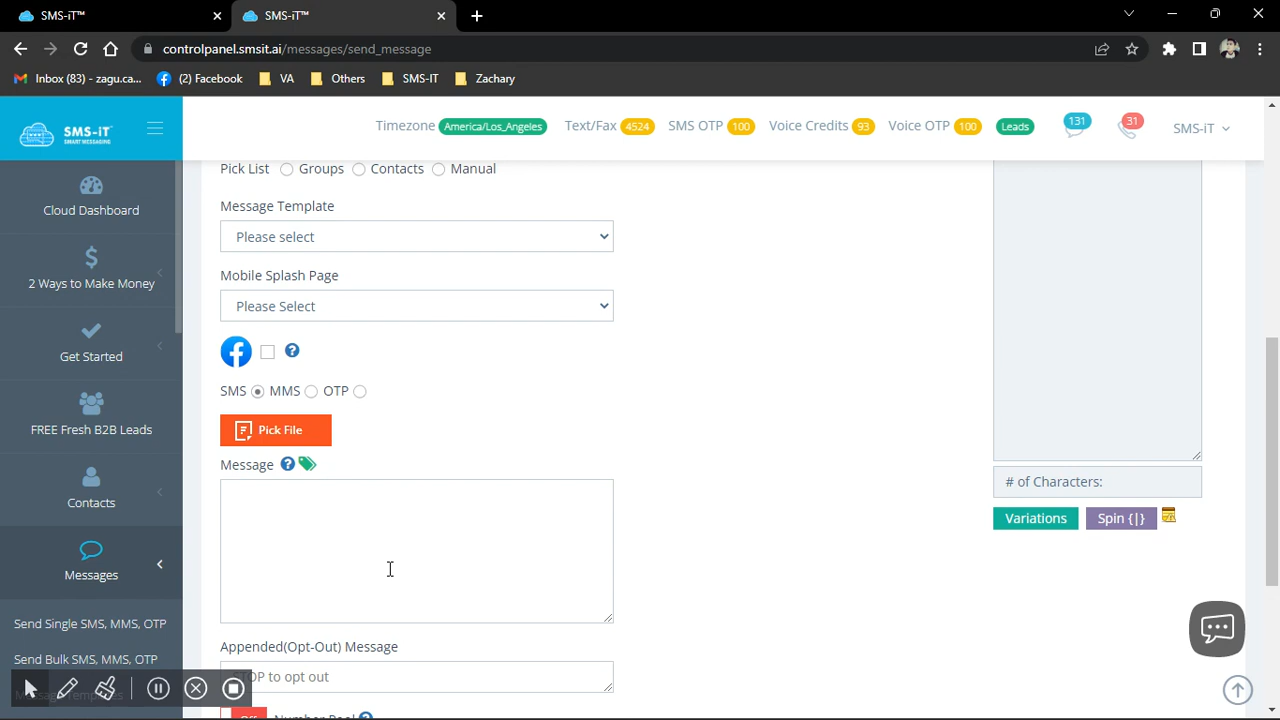 SMS-iT™
SMS-iT™
controlpanel.smsit.ai/messages/send_message
Inbox (83) - zagu.ca...
(2) Facebook
VA
Others
SMS-IT
Zachary
SMS-iT
SMART MESSAGING
Timezone America/Los_Angeles
Text/Fax 4524
SMS OTP 100
Voice Credits 93
Voice OTP 100
Leads
131
31
SMS-iT
Cloud Dashboard
2 Ways to Make Money
Get Started
FREE Fresh B2B Leads
Contacts
Messages
Send Single SMS, MMS, OTP
Send Bulk SMS, MMS, OTP
Pick List Groups Contacts Manual
Message Template
Please select
Mobile Splash Page
Please Select
SMS MMS OTP
Pick File
Message
Appended(Opt-Out) Message
STOP to opt out
Off Number Pool
# of Characters:
Variations
Spin {|}